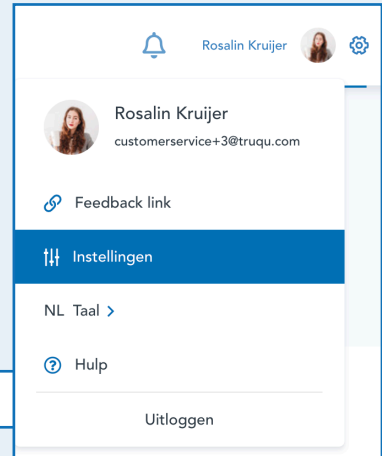 Rosalin Kruijer
Rosalin Kruijer
customerservice+3@truqu.com
Feedback link
Instellingen
NL Taal >
Hulp
Uitloggen